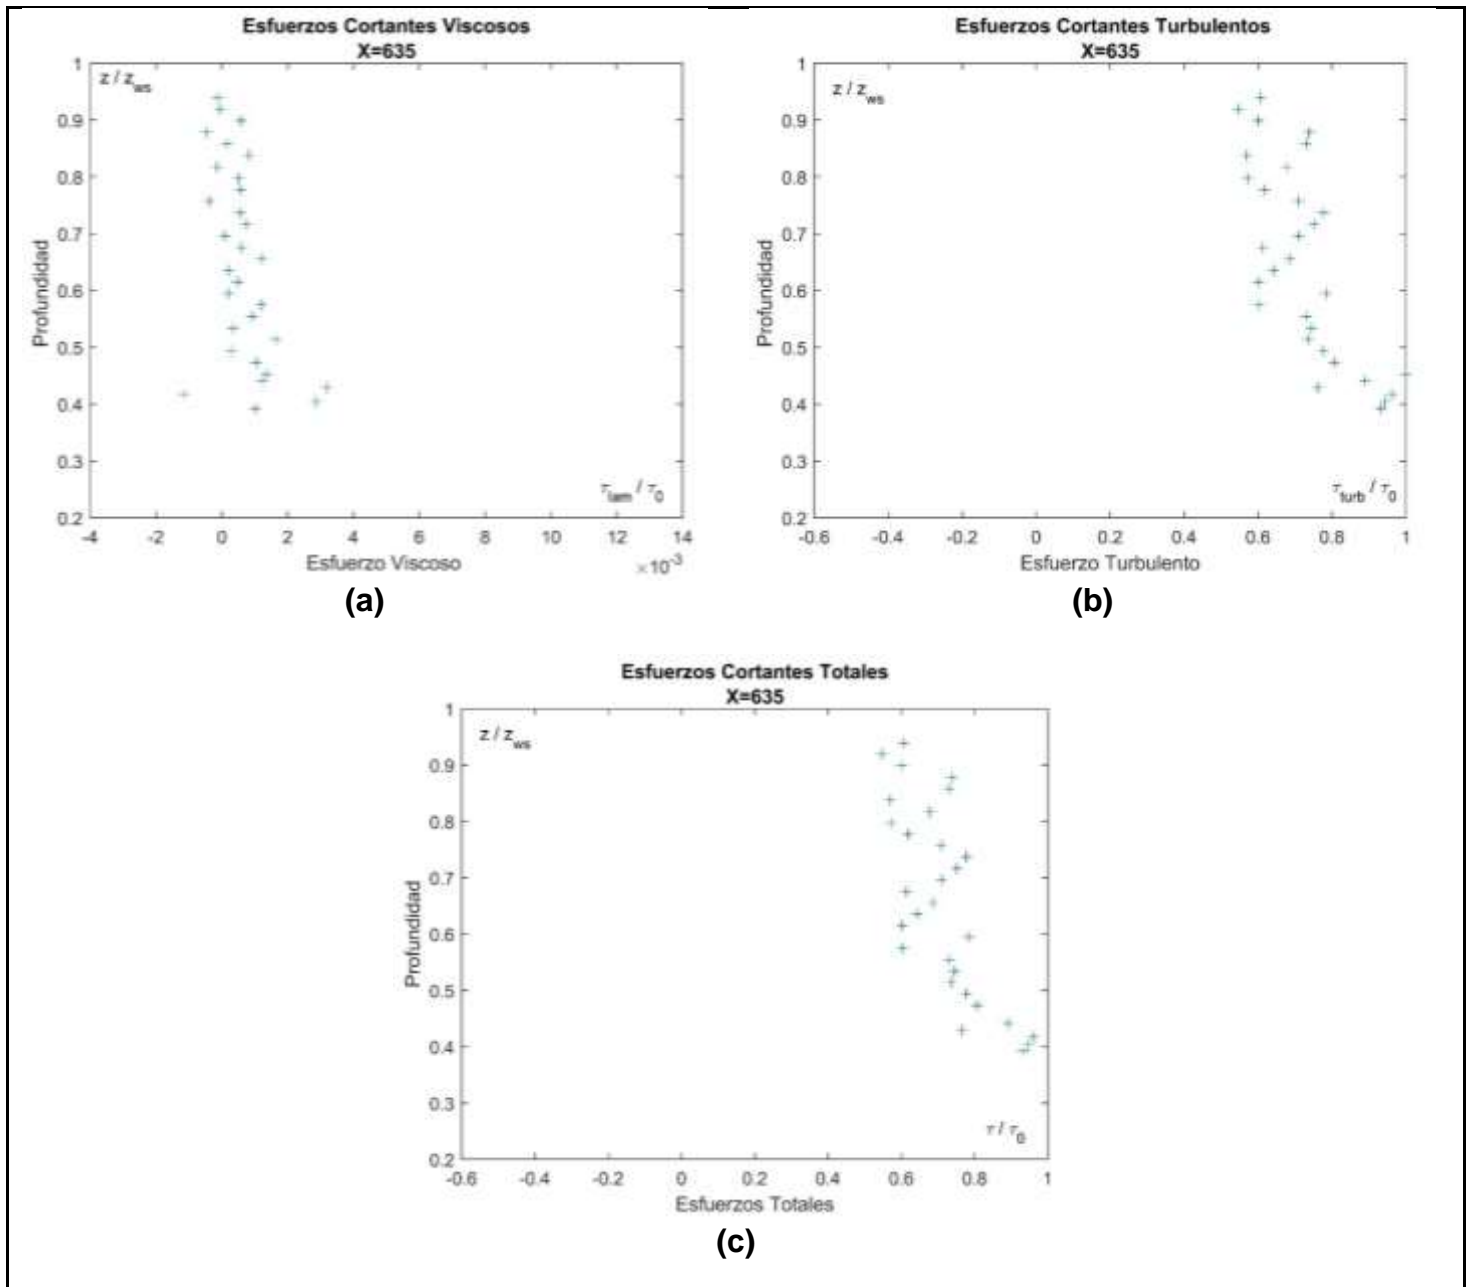 Esfuerzos Cortantes Viscosos
X=635
z / z_ws
1
0.9
0.8
0.7
0.6
0.5
0.4
0.3
0.2
Profundidad
τ_lam / τ_0
-4 -2 0 2 4 6 8 10 12 14
Esfuerzo Viscoso ×10^-3
(a)
Esfuerzos Cortantes Turbulentos
X=635
z / z_ws
1
0.9
0.8
0.7
0.6
0.5
0.4
0.3
0.2
Profundidad
τ_turb / τ_0
-0.6 -0.4 -0.2 0 0.2 0.4 0.6 0.8 1
Esfuerzo Turbulento
(b)
Esfuerzos Cortantes Totales
X=635
z / z_ws
1
0.9
0.8
0.7
0.6
0.5
0.4
0.3
0.2
Profundidad
τ / τ_0
-0.6 -0.4 -0.2 0 0.2 0.4 0.6 0.8 1
Esfuerzos Totales
(c)